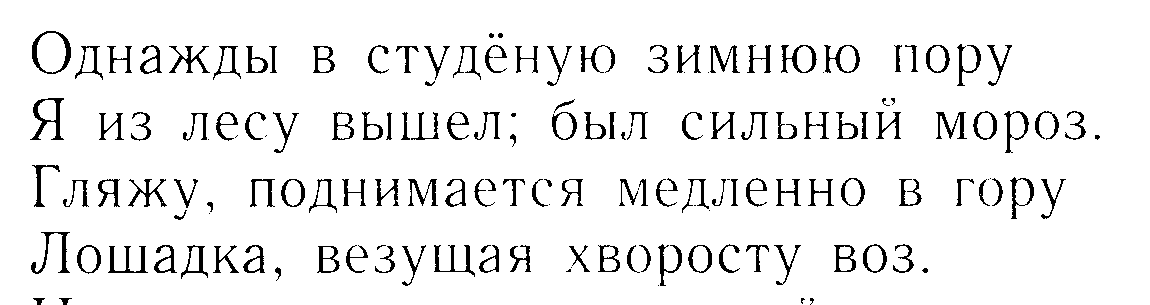 Однажды в студёную зимнюю пору
Я из лесу вышел; был сильный мороз.
Гляжу, поднимается медленно в гору
Лошадка, везущая хворосту воз.